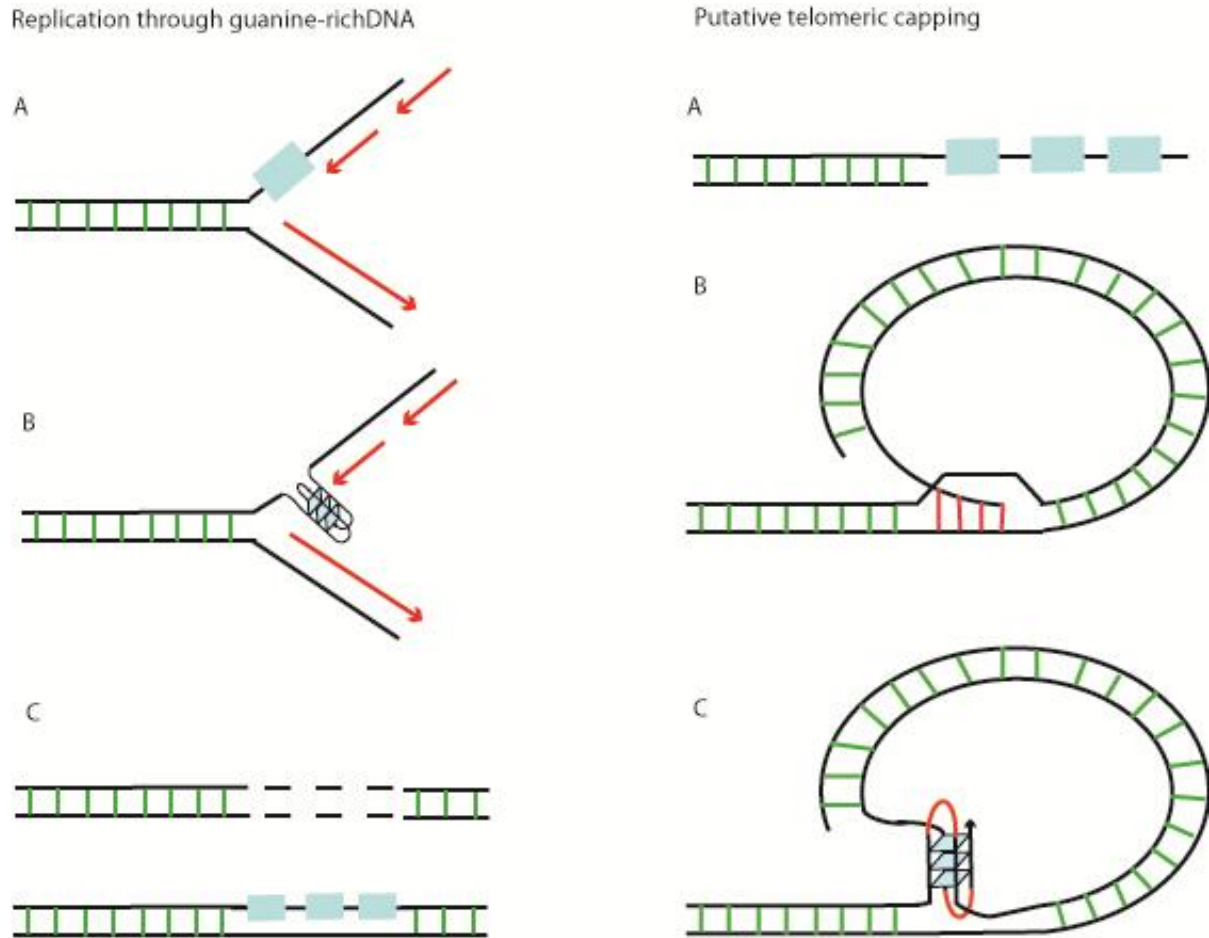 Replication through guanine-richDNA
A
B
C
Putative telomeric capping
A
B
C